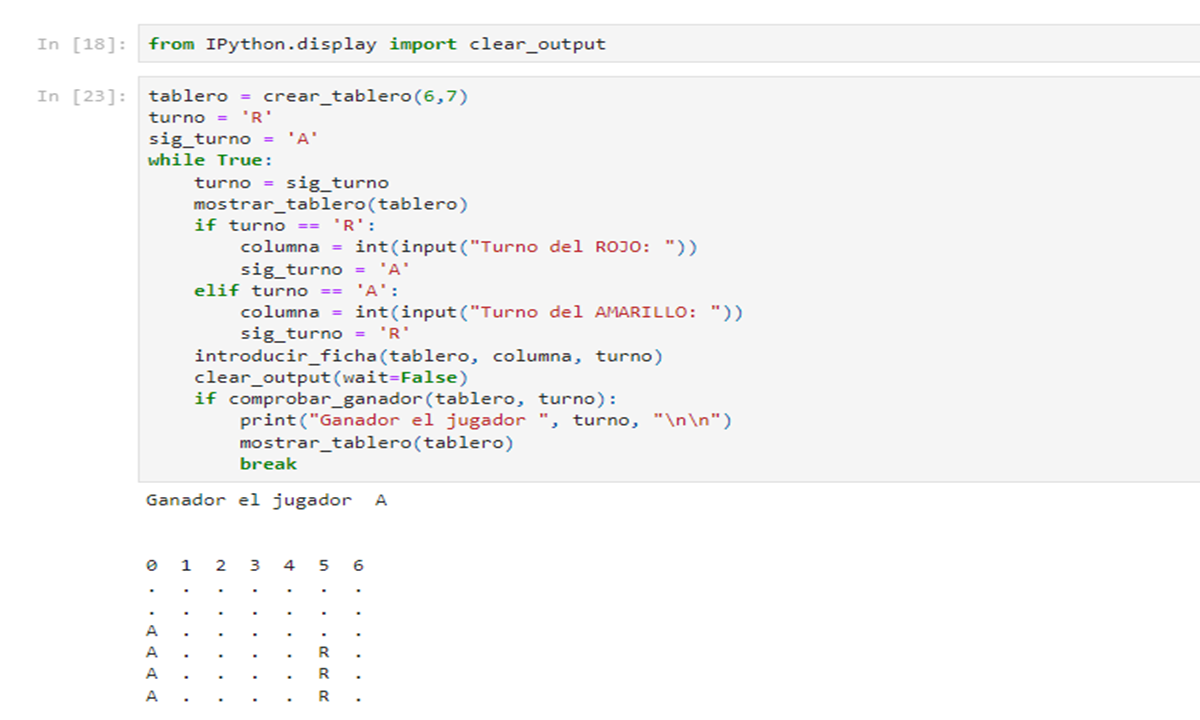 In [18]: from IPython.display import clear_output
In [23]: tablero = crear_tablero(6,7)
turno = 'R'
sig_turno = 'A'
while True:
    turno = sig_turno
    mostrar_tablero(tablero)
    if turno == 'R':
        columna = int(input("Turno del ROJO: "))
        sig_turno = 'A'
    elif turno == 'A':
        columna = int(input("Turno del AMARILLO: "))
        sig_turno = 'R'
    introducir_ficha(tablero, columna, turno)
    clear_output(wait=False)
    if comprobar_ganador(tablero, turno):
        print("Ganador el jugador ", turno, "\n\n")
        mostrar_tablero(tablero)
        break
Ganador el jugador  A
0  1  2  3  4  5  6
.  .  .  .  .  .  .
.  .  .  .  .  .  .
A  .  .  .  .  .  .
A  .  .  .  .  R  .
A  .  .  .  .  R  .
A  .  .  .  .  R  .